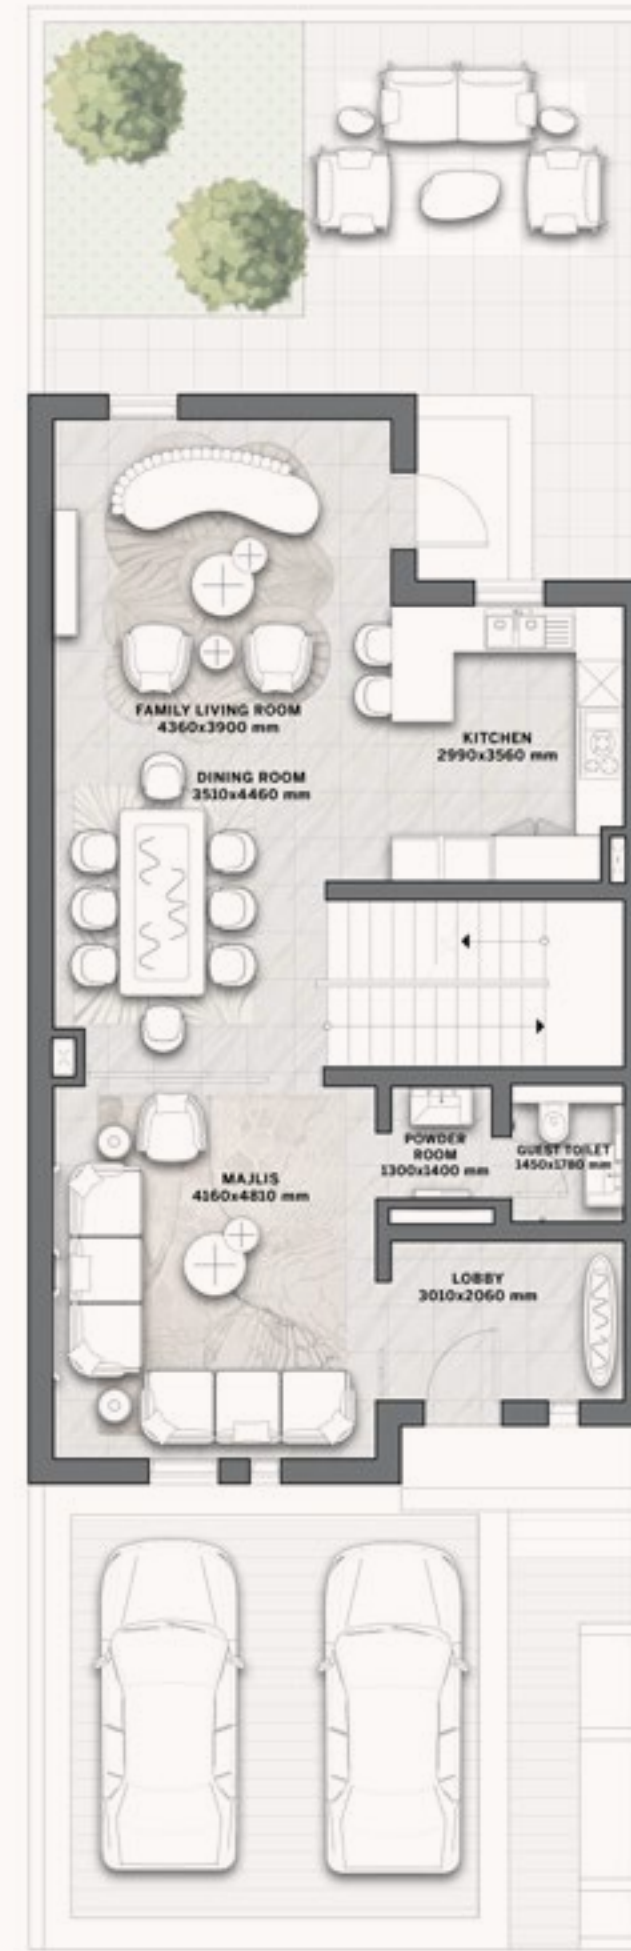 FAMILY LIVING ROOM
4360x3900 mm
DINING ROOM
3510x4460 mm
KITCHEN
2990x3560 mm
POWDER
ROOM
1300x1400 mm
GUEST TOILET
1450x1780 mm
MAJLIS
4160x4810 mm
LOBBY
3010x2060 mm